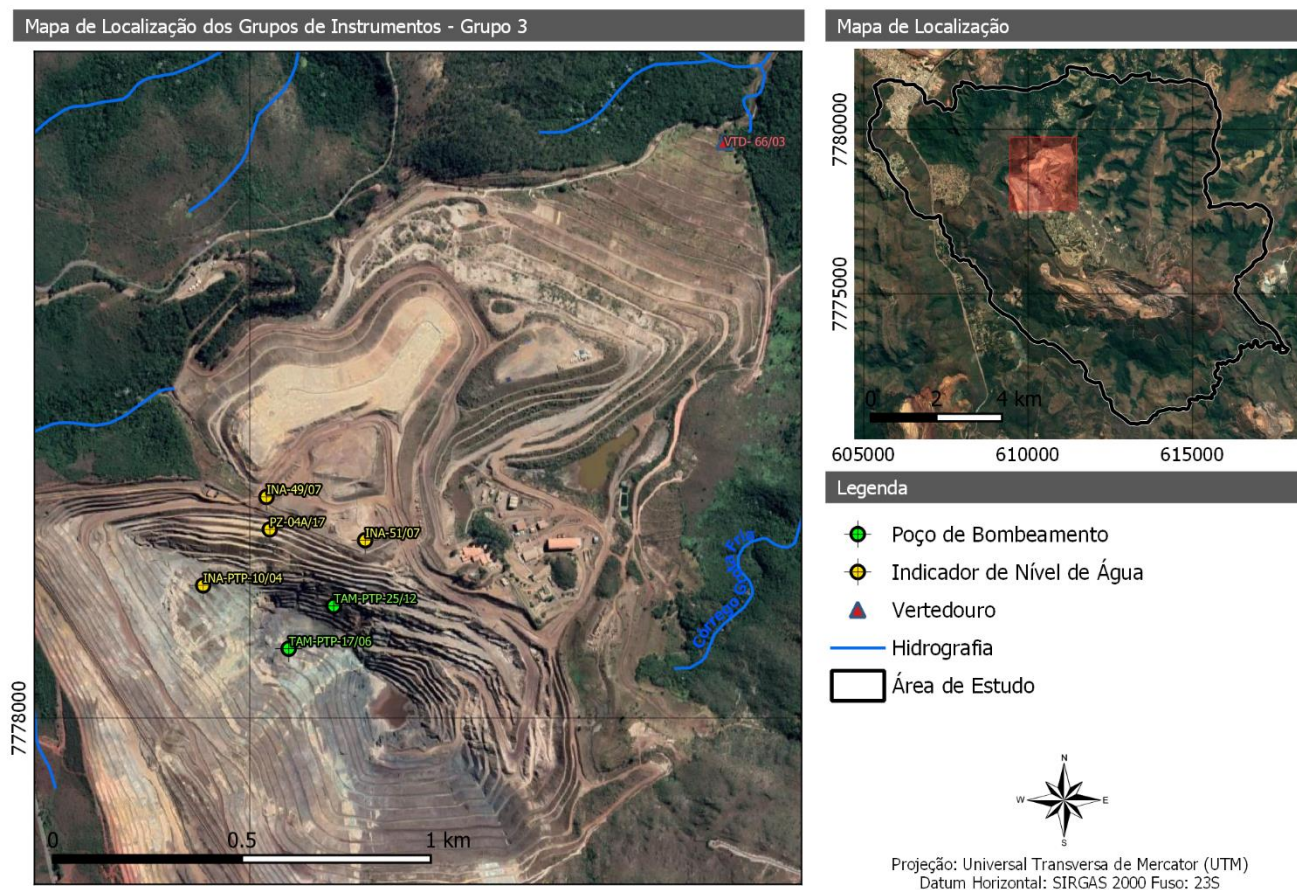 Mapa de Localização dos Grupos de Instrumentos - Grupo 3
VTD- 66/03
INA-49/07
PZ-04A/17
INA-51/07
INA-PTP-10/04
TAM-PTP-25/12
TAM-PTP-17/06
Córrego Grota Fria
7778000
0 0.5 1 km
Mapa de Localização
7780000
7775000
0 2 4 km
605000 610000 615000
Legenda
Poço de Bombeamento
Indicador de Nível de Água
Vertedouro
Hidrografia
Área de Estudo
N
W E
S
Projeção: Universal Transversa de Mercator (UTM)
Datum Horizontal: SIRGAS 2000 Fuso: 23S